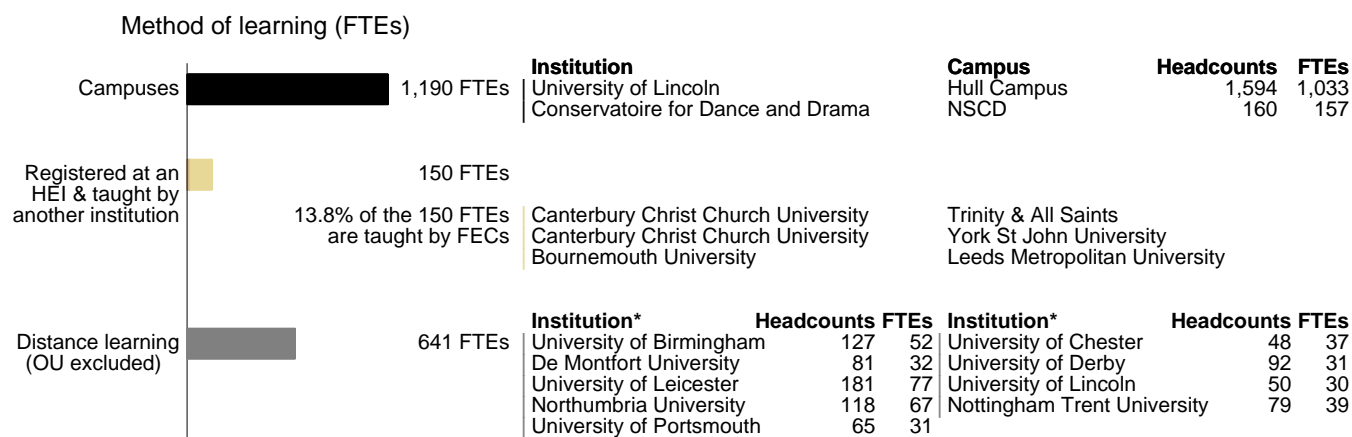 Method of learning (FTEs)
Institution Campus Headcounts FTEs
Campuses 1,190 FTEs University of Lincoln Hull Campus 1,594 1,033
Conservatoire for Dance and Drama NSCD 160 157
Registered at an 150 FTEs
HEI & taught by
another institution 13.8% of the 150 FTEs Canterbury Christ Church University Trinity & All Saints
are taught by FECs Canterbury Christ Church University York St John University
Bournemouth University Leeds Metropolitan University
Institution* Headcounts FTEs Institution* Headcounts FTEs
Distance learning 641 FTEs University of Birmingham 127 52 University of Chester 48 37
(OU excluded) De Montfort University 81 32 University of Derby 92 31
University of Leicester 181 77 University of Lincoln 50 30
Northumbria University 118 67 Nottingham Trent University 79 39
University of Portsmouth 65 31